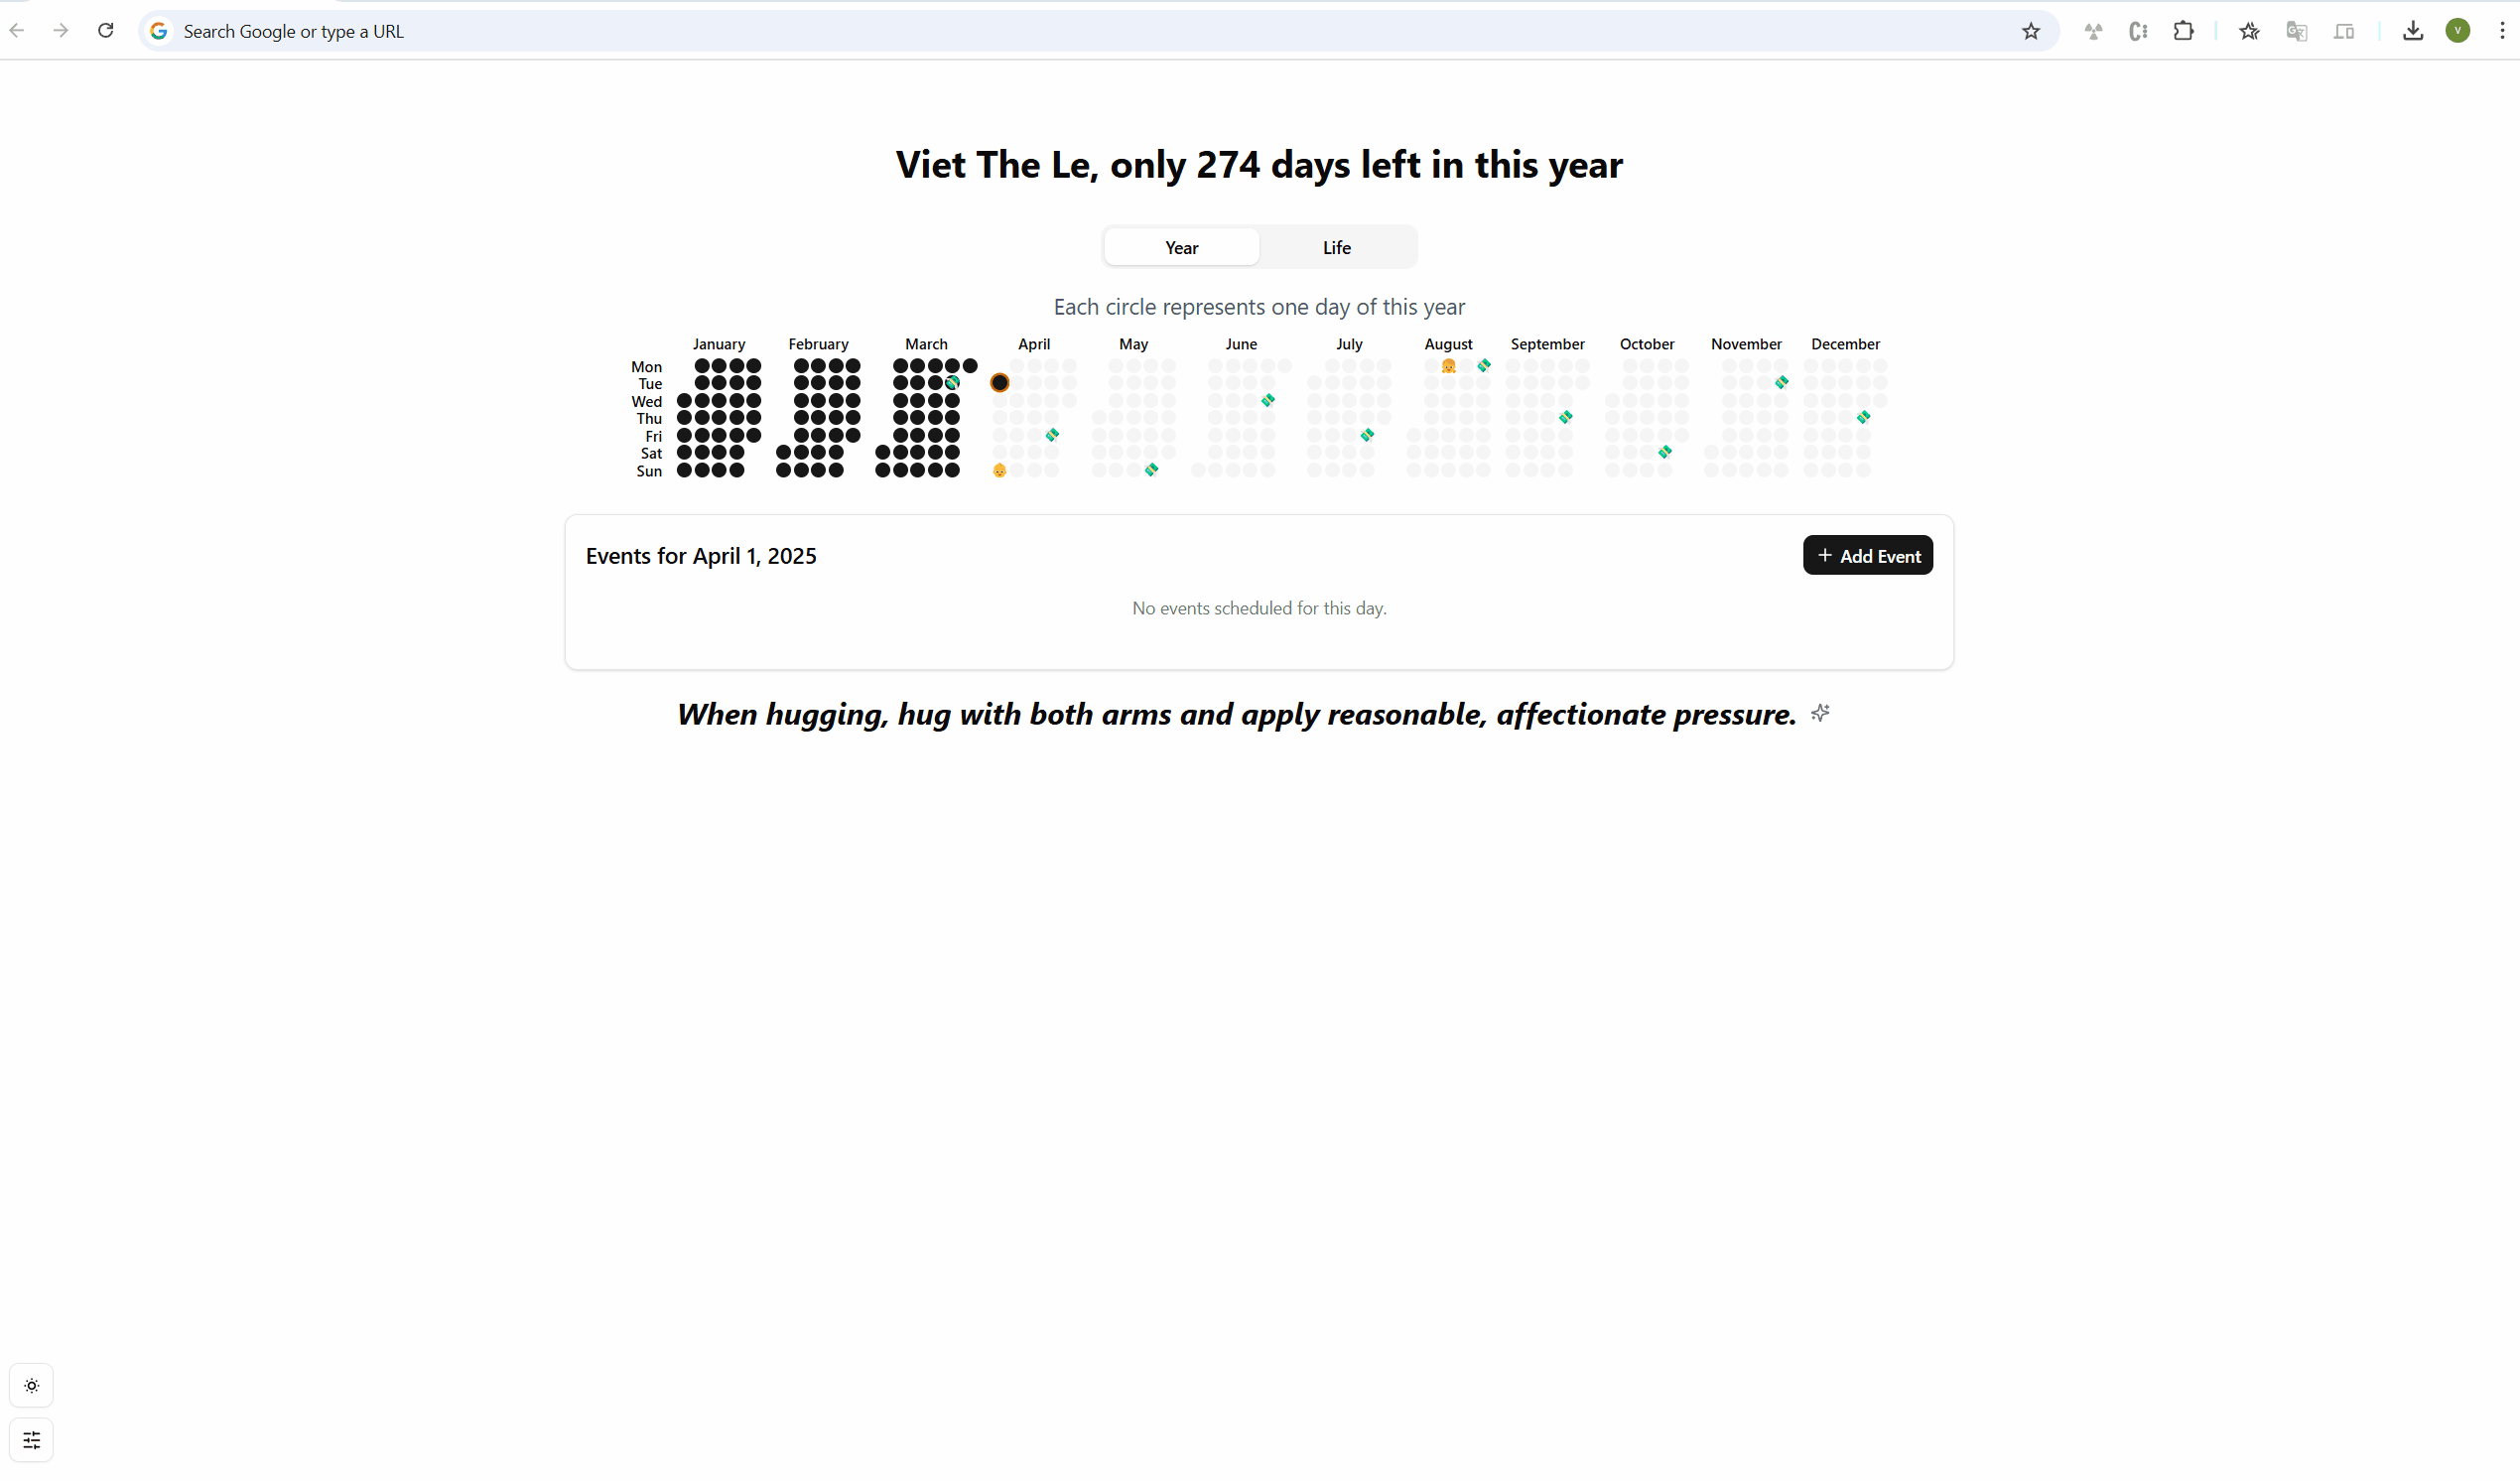 Search Google or type a URL
V
Viet The Le, only 274 days left in this year
Year Life
Each circle represents one day of this year
January February March April May June July August September October November December
Mon
Tue
Wed
Thu
Fri
Sat
Sun
Events for April 1, 2025
+ Add Event
No events scheduled for this day.
When hugging, hug with both arms and apply reasonable, affectionate pressure.